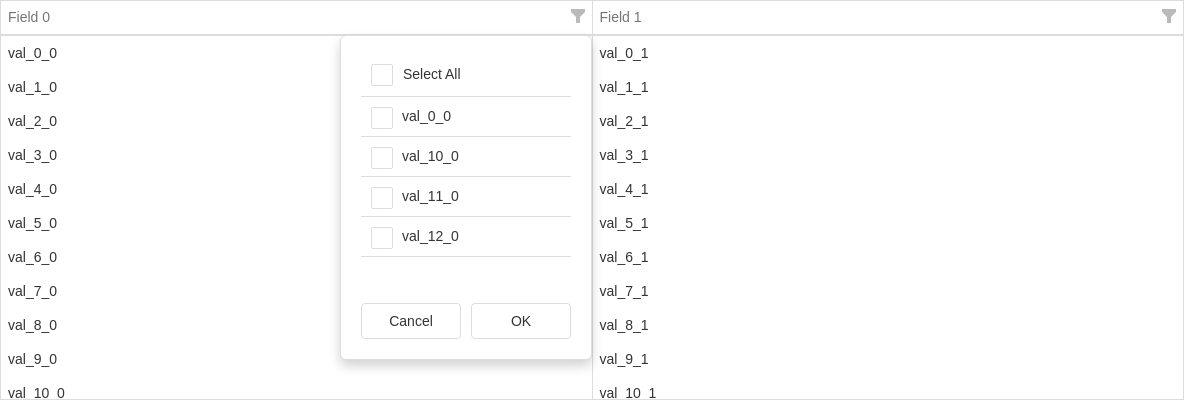 Field 0
Field 1
val_0_0
val_1_0
val_2_0
val_3_0
val_4_0
val_5_0
val_6_0
val_7_0
val_8_0
val_9_0
val_10_0
Select All
val_0_0
val_10_0
val_11_0
val_12_0
Cancel
OK
val_0_1
val_1_1
val_2_1
val_3_1
val_4_1
val_5_1
val_6_1
val_7_1
val_8_1
val_9_1
val_10_1